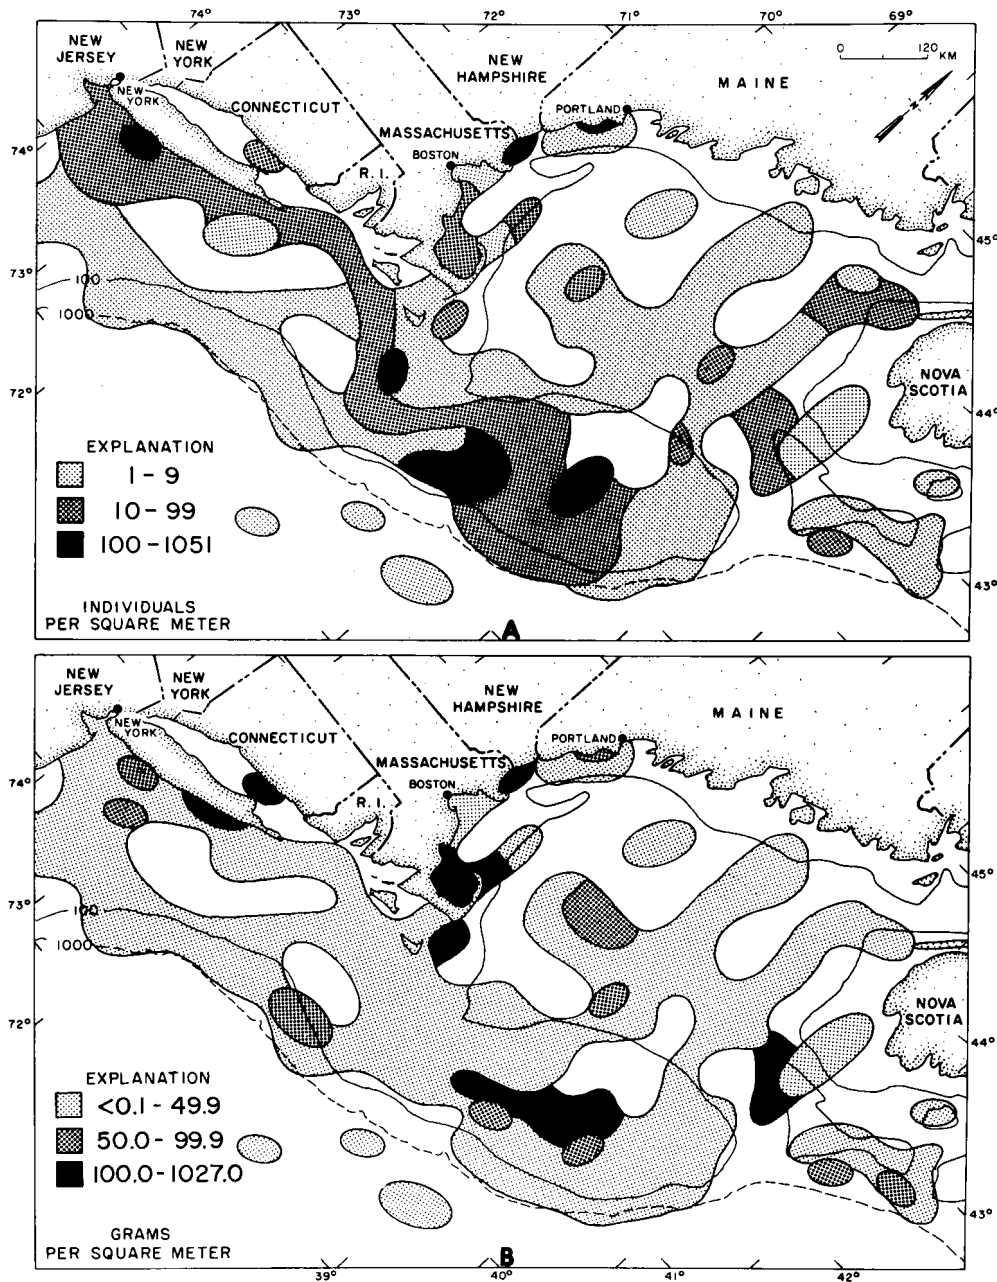 74° 73° 72° 71° 70° 69°
NEW
JERSEY
NEW
YORK
NEW
YORK
CONNECTICUT
NEW
HAMPSHIRE
MASSACHUSETTS
BOSTON
R. I.
PORTLAND
MAINE
0 120 KM
74°
73°
100
1000
72°
45°
44°
43°
NOVA
SCOTIA
EXPLANATION
1 – 9
10 – 99
100 – 1051
INDIVIDUALS
PER SQUARE METER
A
NEW
JERSEY
NEW
YORK
NEW
YORK
CONNECTICUT
NEW
HAMPSHIRE
MASSACHUSETTS
BOSTON
R. I.
PORTLAND
MAINE
74°
73°
100
1000
72°
45°
44°
43°
NOVA
SCOTIA
EXPLANATION
<0.1 – 49.9
50.0 – 99.9
100.0 – 1027.0
GRAMS
PER SQUARE METER
B
39° 40° 41° 42°